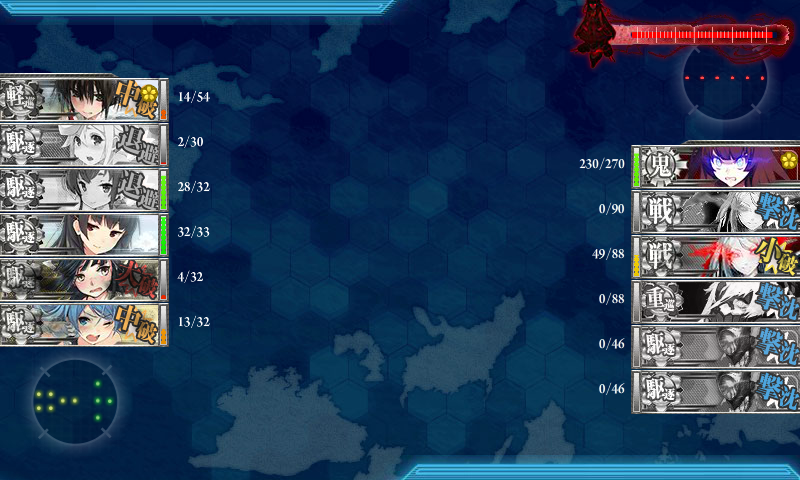 軽巡 中破 14/54
駆逐 退避 2/30
駆逐 退避 28/32
駆逐 32/33
駆逐 大破 4/32
駆逐 中破 13/32
230/270 鬼
0/90 戦 撃沈
49/88 戦 小破
0/88 重巡 撃沈
0/46 駆逐 撃沈
0/46 駆逐 撃沈